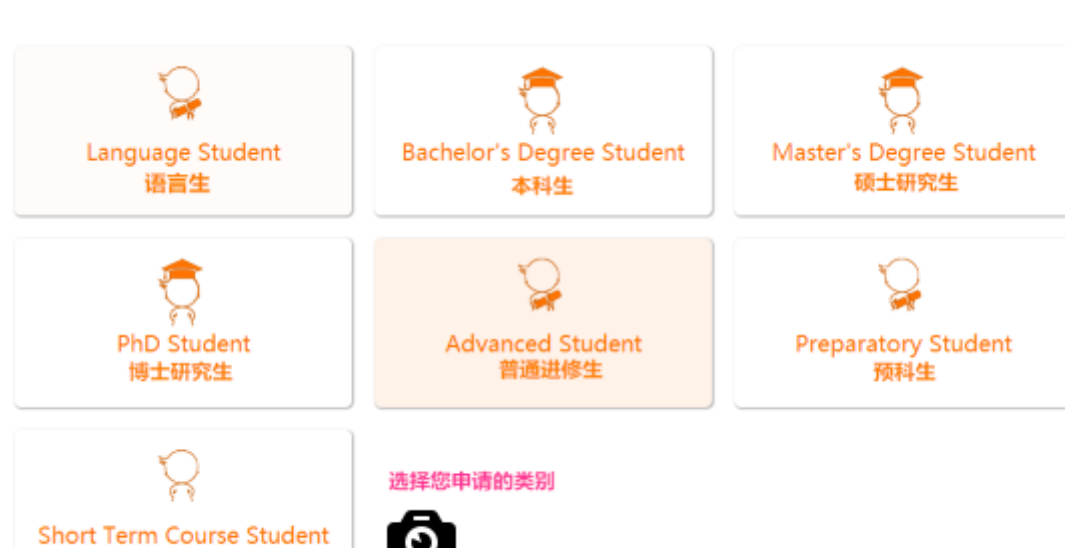 Language Student
语言生
Bachelor's Degree Student
本科生
Master's Degree Student
硕士研究生
PhD Student
博士研究生
Advanced Student
普通进修生
Preparatory Student
预科生
Short Term Course Student
选择您申请的类别